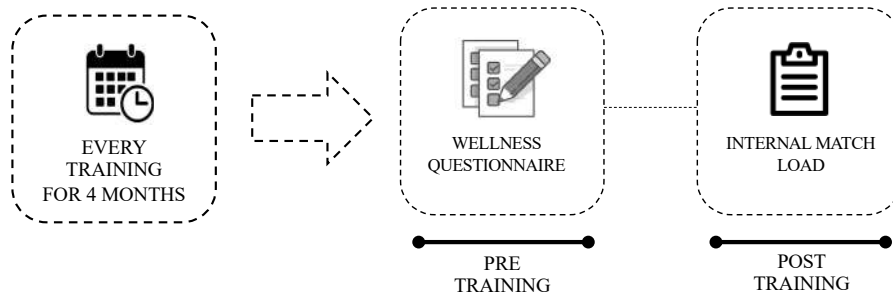 EVERY
TRAINING
FOR 4 MONTHS
WELLNESS
QUESTIONNAIRE
INTERNAL MATCH
LOAD
PRE
TRAINING
POST
TRAINING